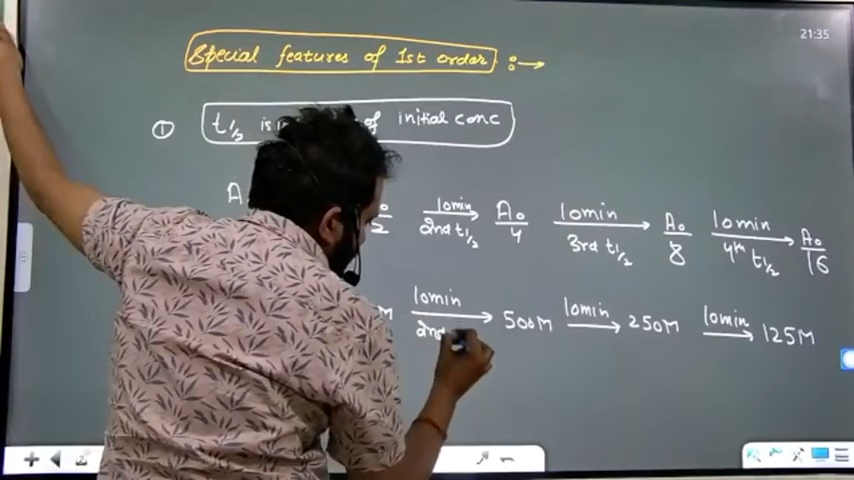 21:35
Special features of 1st order :→
① t1/2 is of initial conc
A 2 10min→ 2nd t1/2 A₀/4 10min→ 3rd t1/2 A₀/8 10min→ 4th t1/2 A₀/16
M 10min→ 2nd 500M 10min→ 250M 10min→ 125M